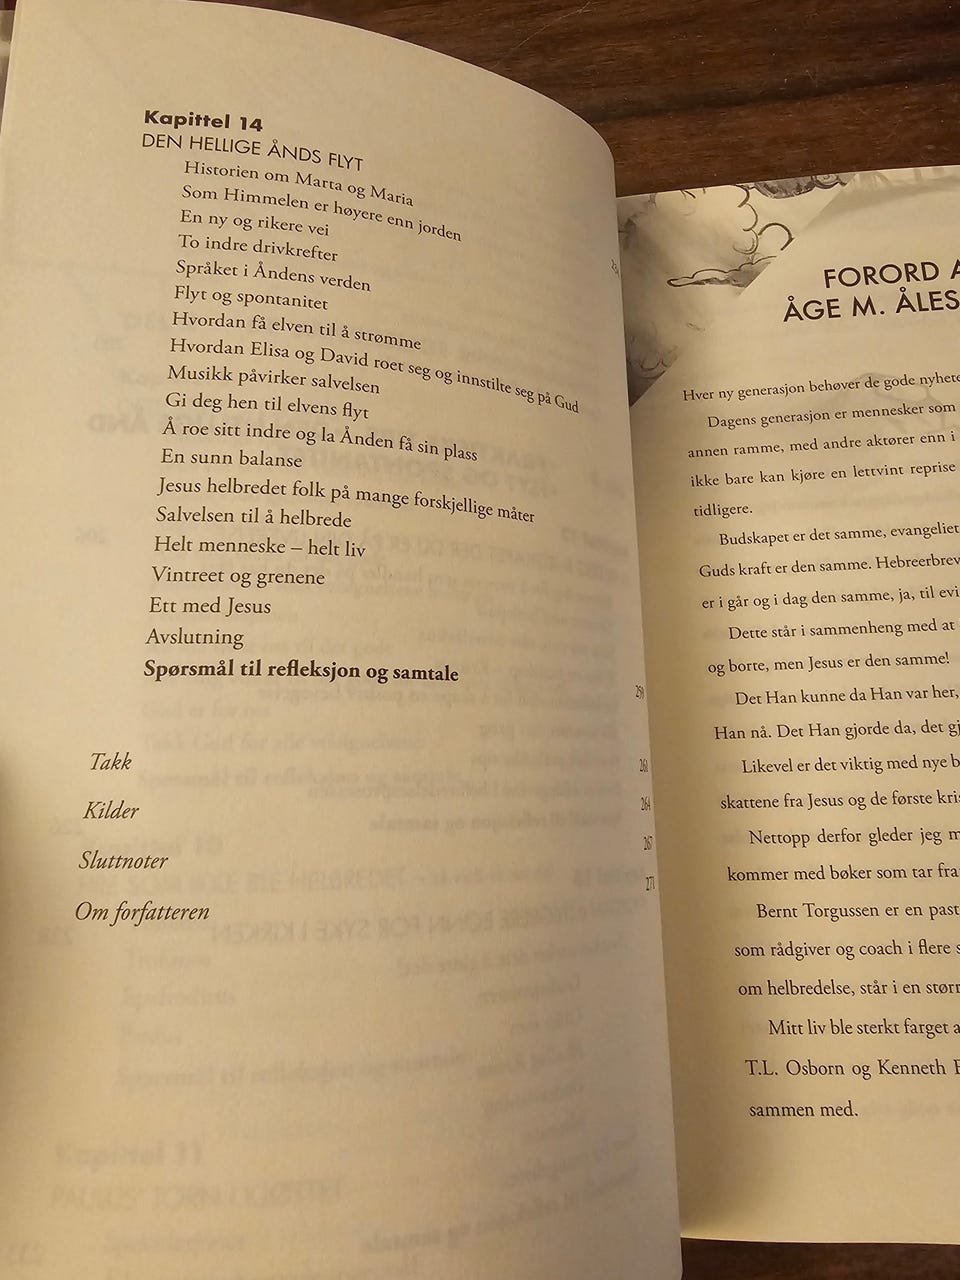 Kapittel 14
DEN HELLIGE ÅNDS FLYT
Historien om Marta og Maria
Som Himmelen er høyere enn jorden
En ny og rikere vei
To indre drivkrefter
Språket i Åndens verden
Flyt og spontanitet
Hvordan få elven til å strømme
Hvordan Elisa og David roet seg og innstilte seg på Gud
Musikk påvirker salvelsen
Gi deg hen til elvens flyt
Å roe sitt indre og la Ånden få sin plass
En sunn balanse
Jesus helbredet folk på mange forskjellige måter
Salvelsen til å helbrede
Helt menneske – helt liv
Vintreet og grenene
Ett med Jesus
Avslutning
Spørsmål til refleksjon og samtale
259
Takk 261
Kilder 264
Sluttnoter 267
Om forfatteren 271
FORORD A
ÅGE M. ÅLES
Hver ny generasjon behøver de gode nyhete
Dagens generasjon er mennesker som
annen ramme, med andre aktører enn i
ikke bare kan kjøre en lettvint reprise
tidligere.
Budskapet er det samme, evangeliet
Guds kraft er den samme. Hebreerbrev
er i går og i dag den samme, ja, til evi
Dette står i sammenheng med at
og borte, men Jesus er den samme!
Det Han kunne da Han var her,
Han nå. Det Han gjorde da, det gj
Likevel er det viktig med nye b
skattene fra Jesus og de første kris
Nettopp derfor gleder jeg m
kommer med bøker som tar fra
Bernt Torgussen er en past
som rådgiver og coach i flere s
om helbredelse, står i en størr
Mitt liv ble sterkt farget a
T.L. Osborn og Kenneth
sammen med.